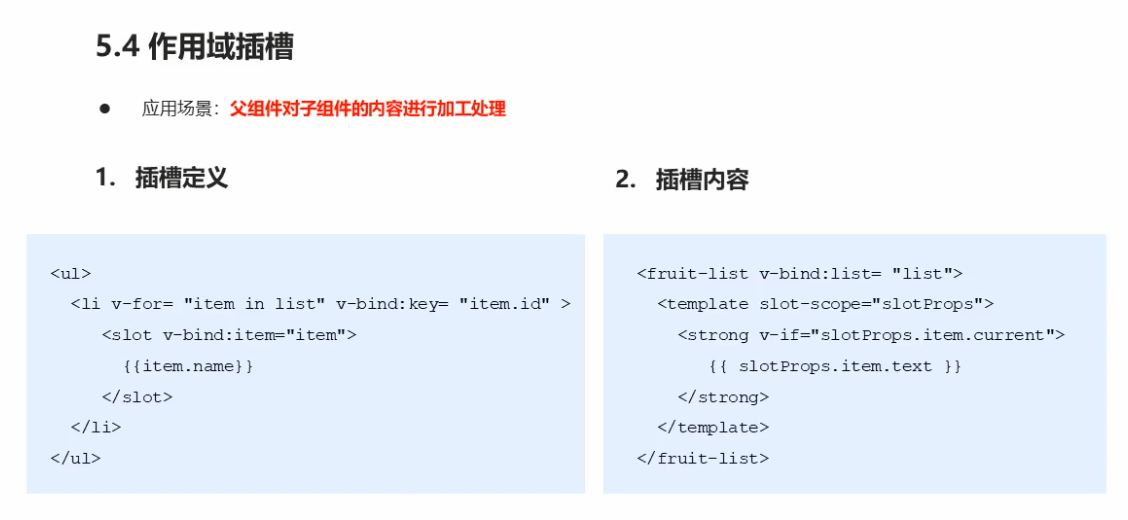 5.4 作用域插槽
● 应用场景：父组件对子组件的内容进行加工处理
1. 插槽定义
<ul>
<li v-for= "item in list" v-bind:key= "item.id" >
<slot v-bind:item="item">
{{item.name}}
</slot>
</li>
</ul>
2. 插槽内容
<fruit-list v-bind:list= "list">
<template slot-scope="slotProps">
<strong v-if="slotProps.item.current">
{{ slotProps.item.text }}
</strong>
</template>
</fruit-list>